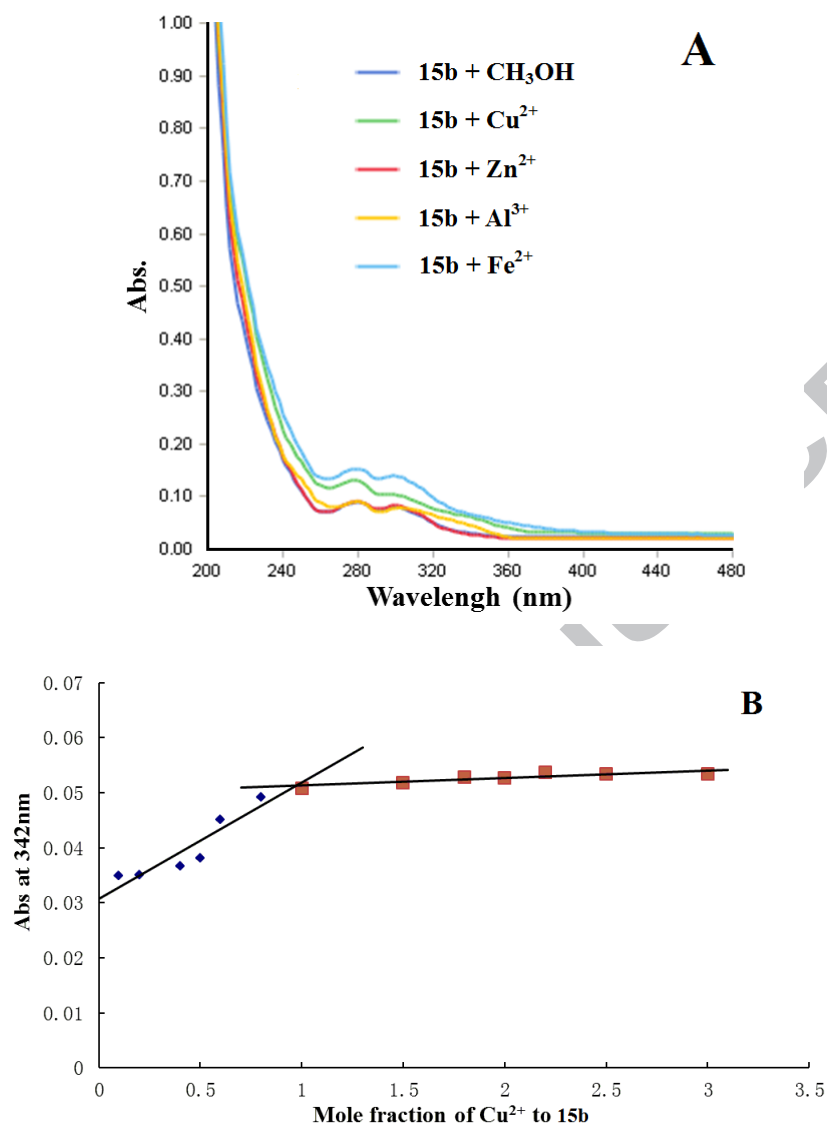 A
1.00
0.90
0.80
0.70
0.60
0.50
0.40
0.30
0.20
0.10
0.00
Abs.
15b + CH₃OH
15b + Cu²⁺
15b + Zn²⁺
15b + Al³⁺
15b + Fe²⁺
200 240 280 320 360 400 440 480
Wavelengh (nm)
B
0.07
0.06
0.05
0.04
0.03
0.02
0.01
0
Abs at 342nm
0 0.5 1 1.5 2 2.5 3 3.5
Mole fraction of Cu²⁺ to 15b